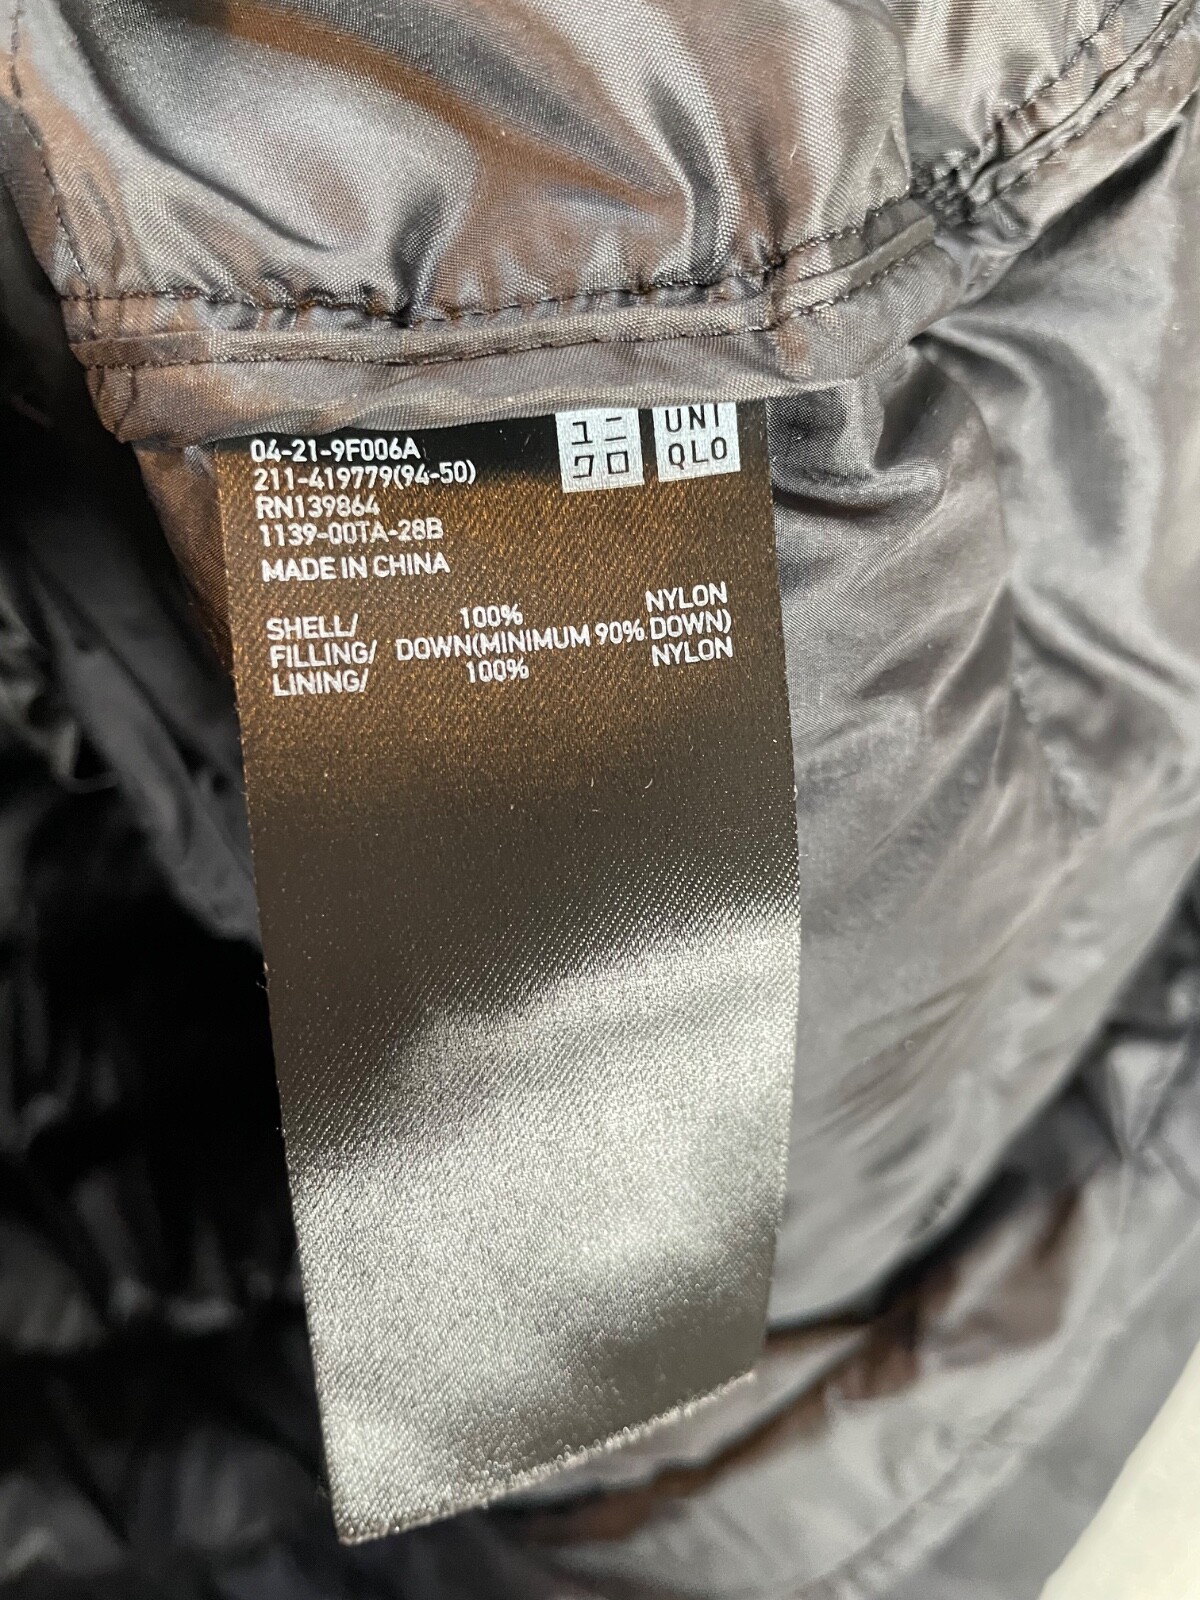 04-21-9F006A
211-419779(94-50)
RN139864
1139-00TA-28B
MADE IN CHINA
ユニ
クロ
UNI
QLO
SHELL/ 100% NYLON
FILLING/ DOWN(MINIMUM 90% DOWN)
LINING/ 100% NYLON